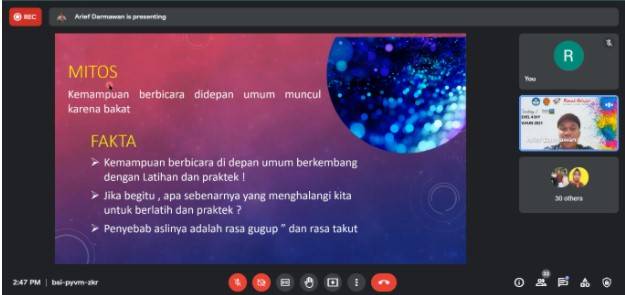 REC
Arief Darmawan is presenting
MITOS
Kemampuan berbicara didepan umum muncul
karena bakat
FAKTA
➢ Kemampuan berbicara di depan umum berkembang
dengan Latihan dan praktek !
➢ Jika begitu , apa sebenarnya yang menghalangi kita
untuk berlatih dan praktek ?
➢ Penyebab aslinya adalah rasa gugup " dan rasa takut
R
You
30 others
2:47 PM | bsi-pyvm-zkr